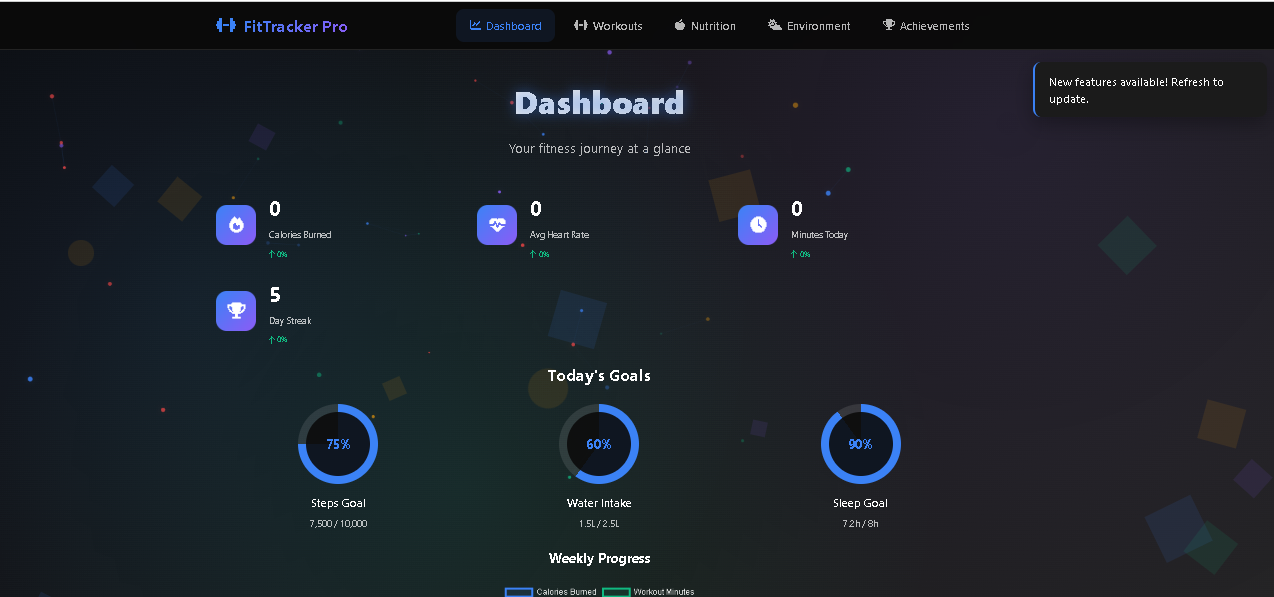 FitTracker Pro
Dashboard
Workouts
Nutrition
Environment
Achievements
New features available! Refresh to
update.
Dashboard
Your fitness journey at a glance
0
Calories Burned
↑ 0%
0
Avg Heart Rate
↑ 0%
0
Minutes Today
↑ 0%
5
Day Streak
↑ 0%
Today's Goals
75%
Steps Goal
7,500 / 10,000
60%
Water Intake
1.5L / 2.5L
90%
Sleep Goal
7.2h / 8h
Weekly Progress
Calories Burned
Workout Minutes